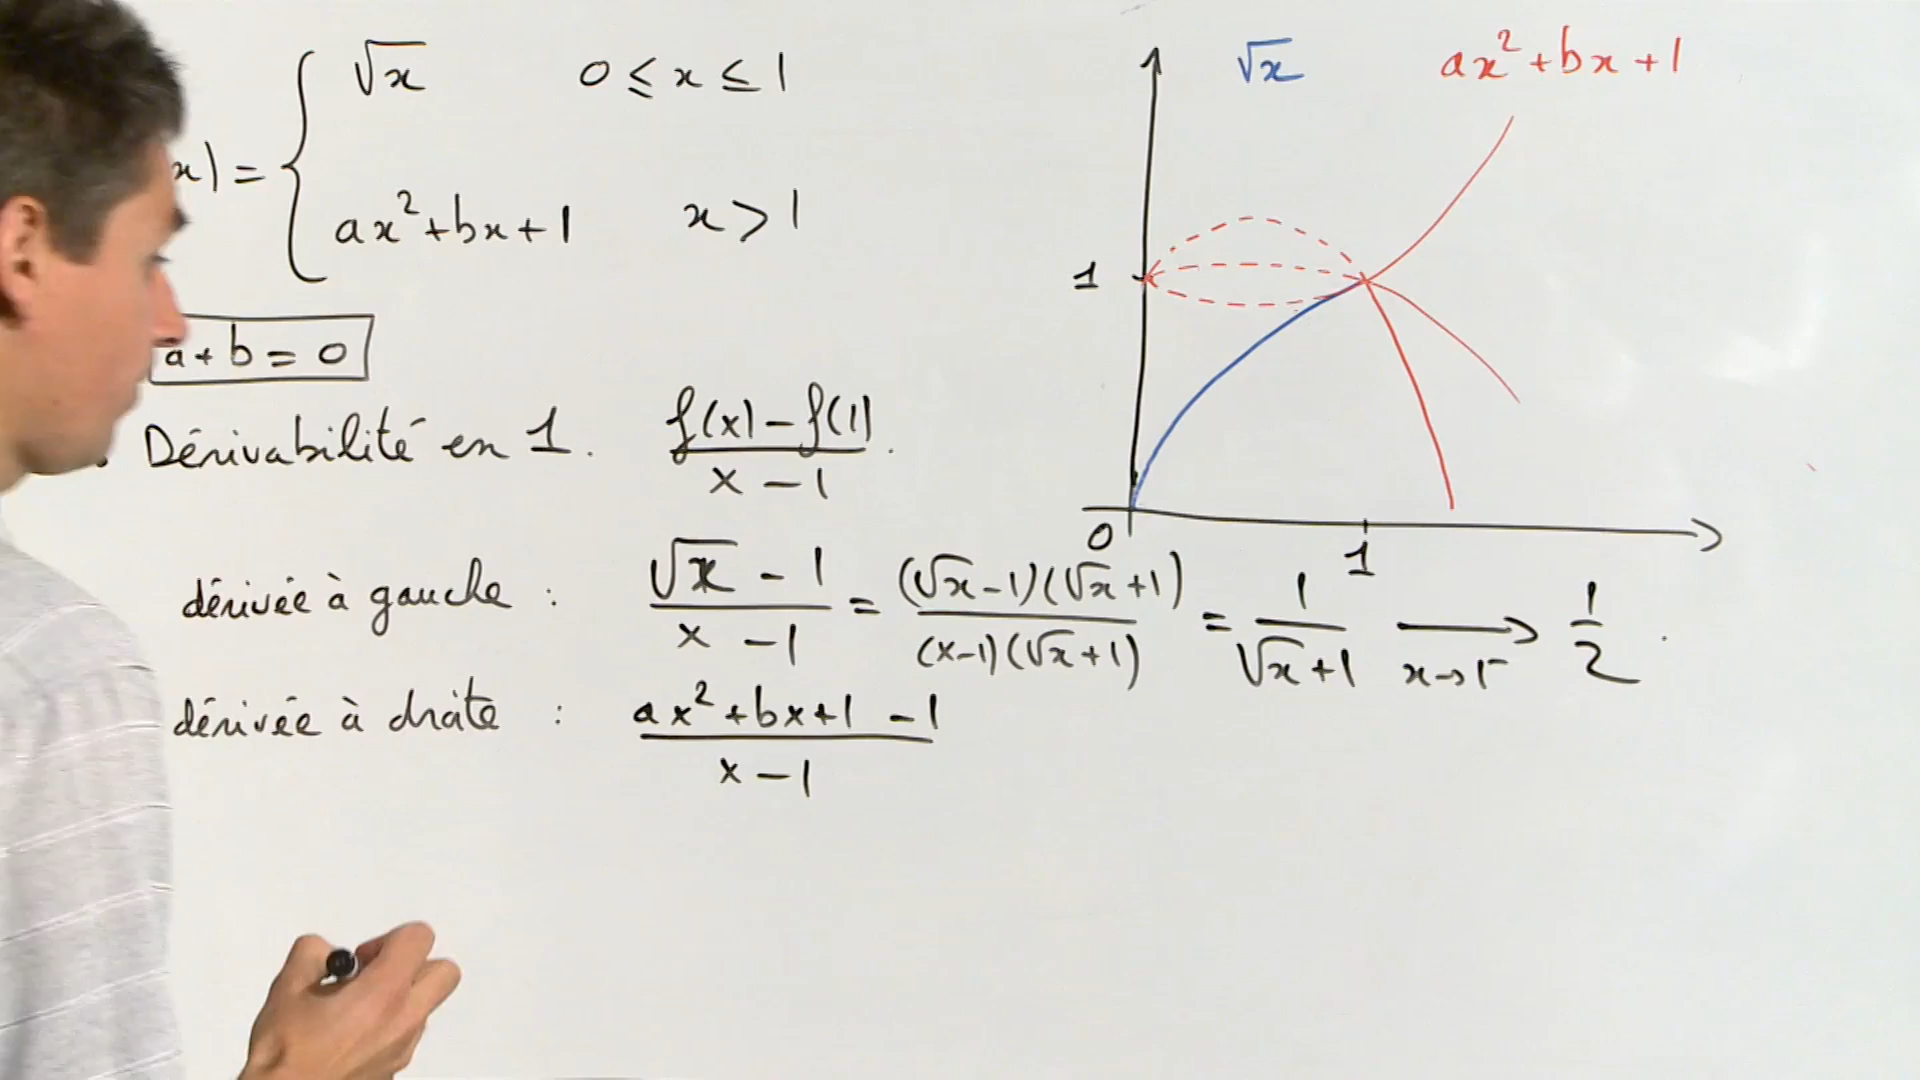 x) = { √x 0 ≤ x ≤ 1
ax² + bx + 1 x > 1
a + b = 0
Dérivabilité en 1. (f(x) − f(1))/(x − 1).
dérivée à gauche : (√x − 1)/(x − 1) = ((√x − 1)(√x + 1))/((x−1)(√x + 1)) = 1/(√x + 1) ⟶ x→1⁻ 1/2 .
dérivée à droite : (ax² + bx + 1 − 1)/(x − 1)
√x ax² + bx + 1
1
0
1